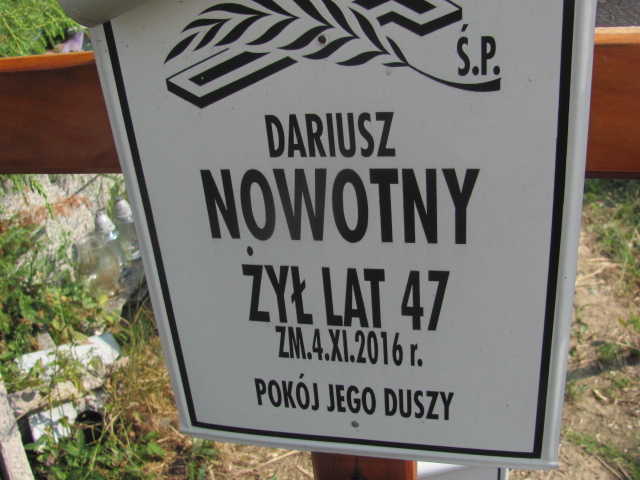 Ś.P.
DARIUSZ
NOWOTNY
ŻYŁ LAT 47
ZM.4.XI.2016 r.
POKÓJ JEGO DUSZY